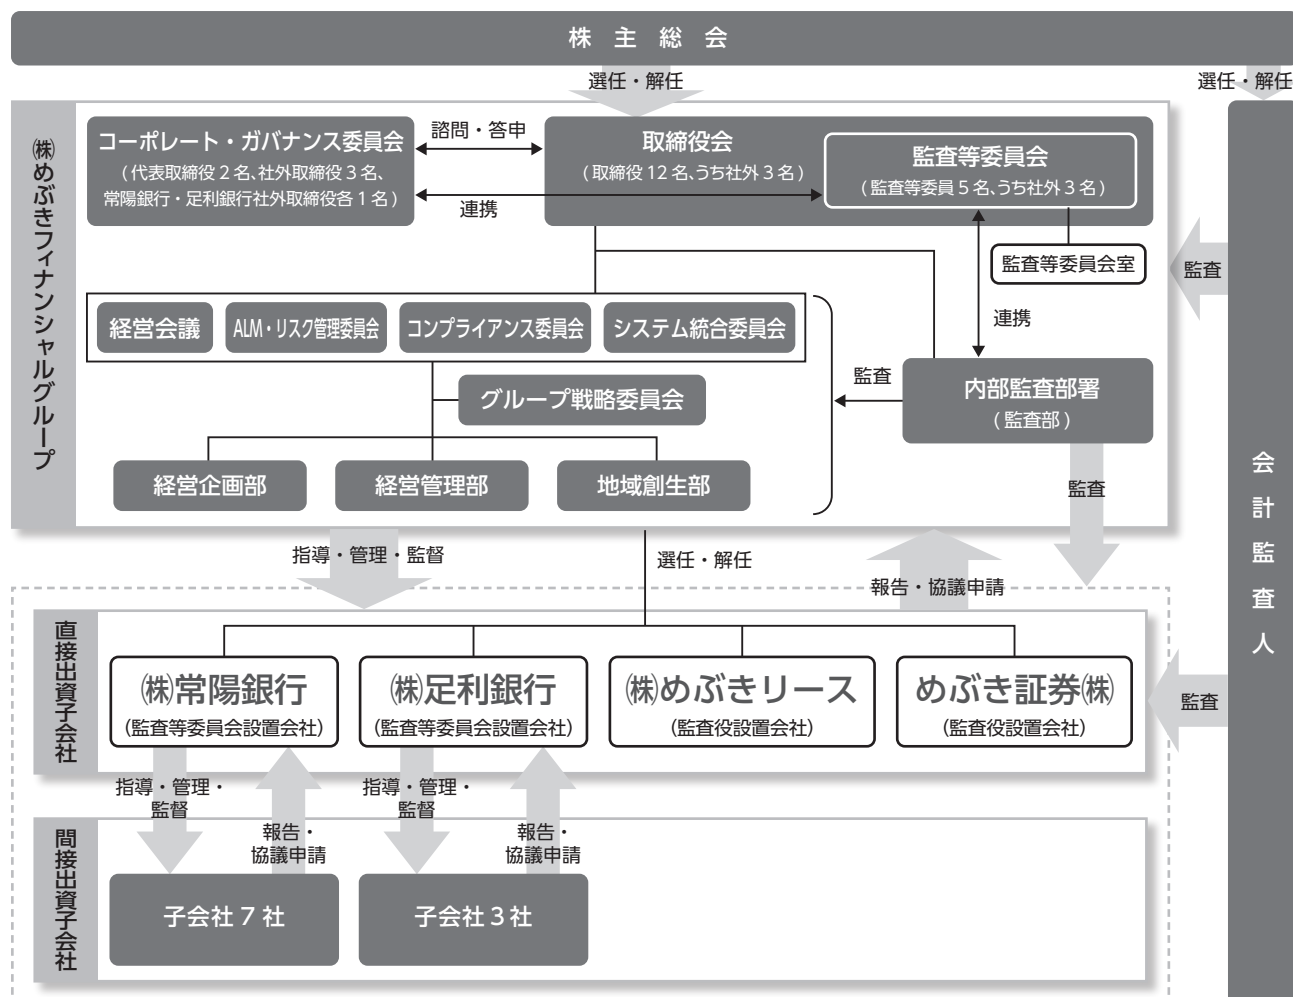 株主総会
選任・解任
選任・解任
㈱めぶきフィナンシャルグループ
コーポレート・ガバナンス委員会
(代表取締役2名、社外取締役3名、
常陽銀行・足利銀行社外取締役各1名)
諮問・答申
連携
取締役会
(取締役12名、うち社外3名)
監査等委員会
(監査等委員5名、うち社外3名)
監査等委員会室
監査
連携
経営会議
ALM・リスク管理委員会
コンプライアンス委員会
システム統合委員会
グループ戦略委員会
監査
内部監査部署
(監査部)
経営企画部
経営管理部
地域創生部
監査
会計監査人
指導・管理・監督
選任・解任
報告・協議申請
直接出資子会社
㈱常陽銀行
(監査等委員会設置会社)
㈱足利銀行
(監査等委員会設置会社)
㈱めぶきリース
(監査役設置会社)
めぶき証券㈱
(監査役設置会社)
監査
指導・管理・
監督
報告・
協議申請
指導・管理・
監督
報告・
協議申請
間接出資子会社
子会社7社
子会社3社